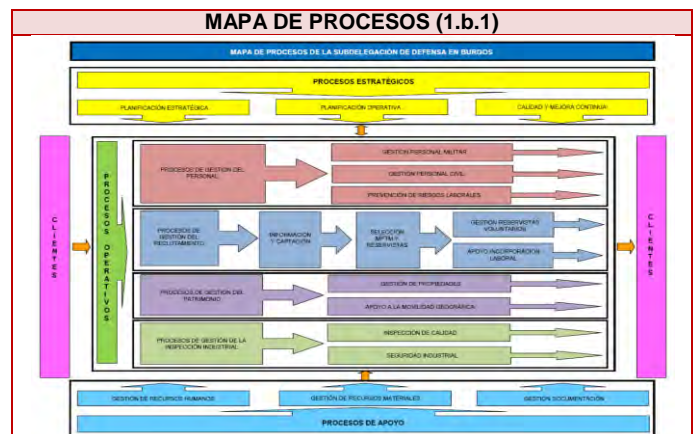 MAPA DE PROCESOS (1.b.1)
MAPA DE PROCESOS DE LA SUBDELEGACIÓN DE DEFENSA EN BURGOS
PROCESOS ESTRATÉGICOS
PLANIFICACIÓN ESTRATÉGICA
PLANIFICACIÓN OPERATIVA
CALIDAD Y MEJORA CONTINUA
CLIENTES
PROCESOS OPERATIVOS
PROCESOS DE GESTIÓN DEL
PERSONAL
GESTIÓN PERSONAL MILITAR
GESTIÓN PERSONAL CIVIL
PREVENCIÓN DE RIESGOS LABORALES
PROCESOS DE
GESTIÓN DEL
RECLUTAMIENTO
INFORMACIÓN
Y CAPTACIÓN
SELECCIÓN
MPTM Y
RESERVISTAS
GESTIÓN RESERVISTAS
VOLUNTARIOS
APOYO INCORPORACIÓN
LABORAL
PROCESOS DE GESTIÓN DEL
PATRIMONIO
GESTIÓN DE PROPIEDADES
APOYO A LA MOVILIDAD GEOGRÁFICA
PROCESOS DE GESTIÓN DE LA
INSPECCIÓN INDUSTRIAL
INSPECCIÓN DE CALIDAD
SEGURIDAD INDUSTRIAL
CLIENTES
GESTIÓN DE RECURSOS HUMANOS
GESTIÓN DE RECURSOS MATERIALES
GESTIÓN DOCUMENTACIÓN
PROCESOS DE APOYO